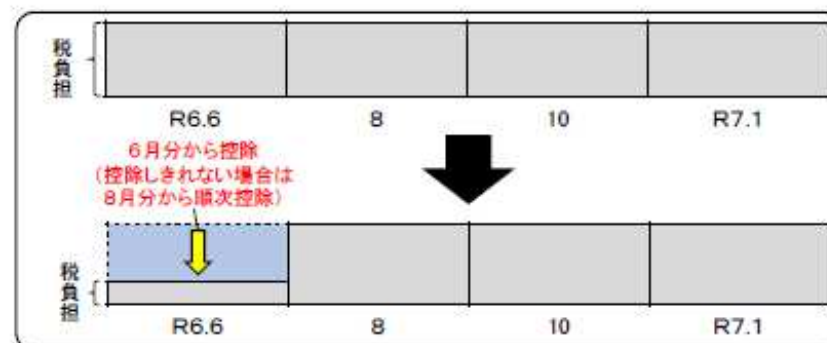 税負担
R6.6 8 10 R7.1
6月分から控除
(控除しきれない場合は
8月分から順次控除)
税負担
R6.6 8 10 R7.1